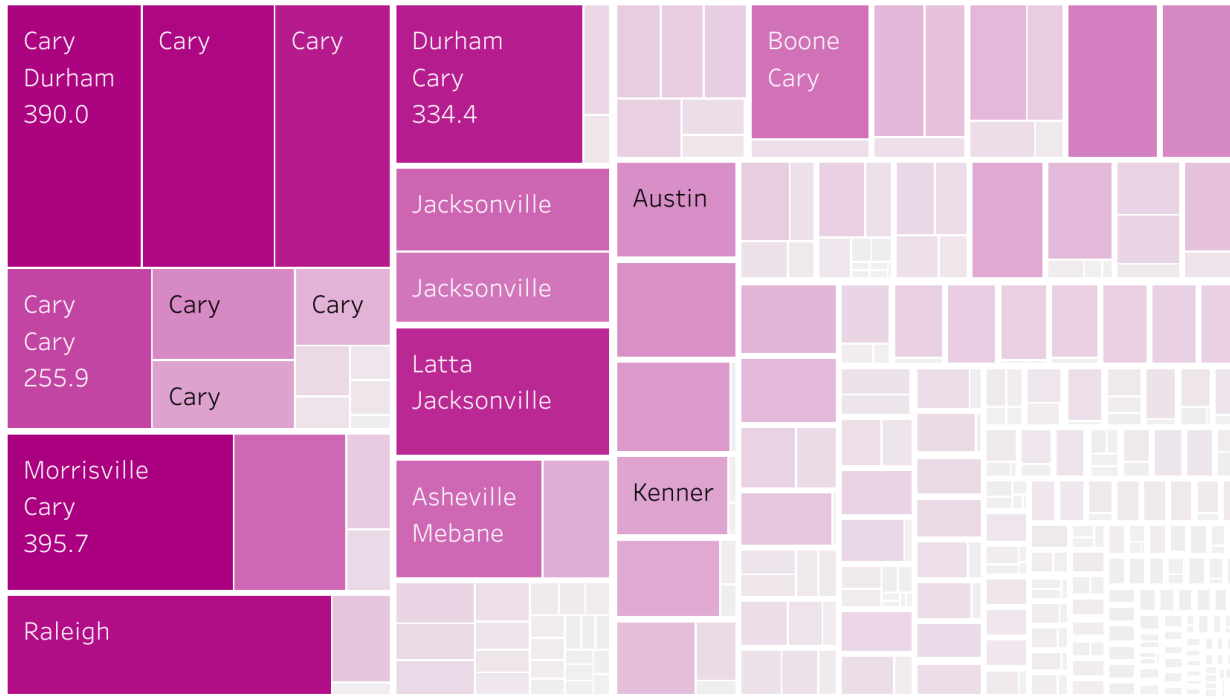 Cary
Durham
390.0
Cary
Cary
Cary
Cary
255.9
Cary
Cary
Cary
Morrisville
Cary
395.7
Raleigh
Durham
Cary
334.4
Jacksonville
Jacksonville
Latta
Jacksonville
Asheville
Mebane
Boone
Cary
Austin
Kenner